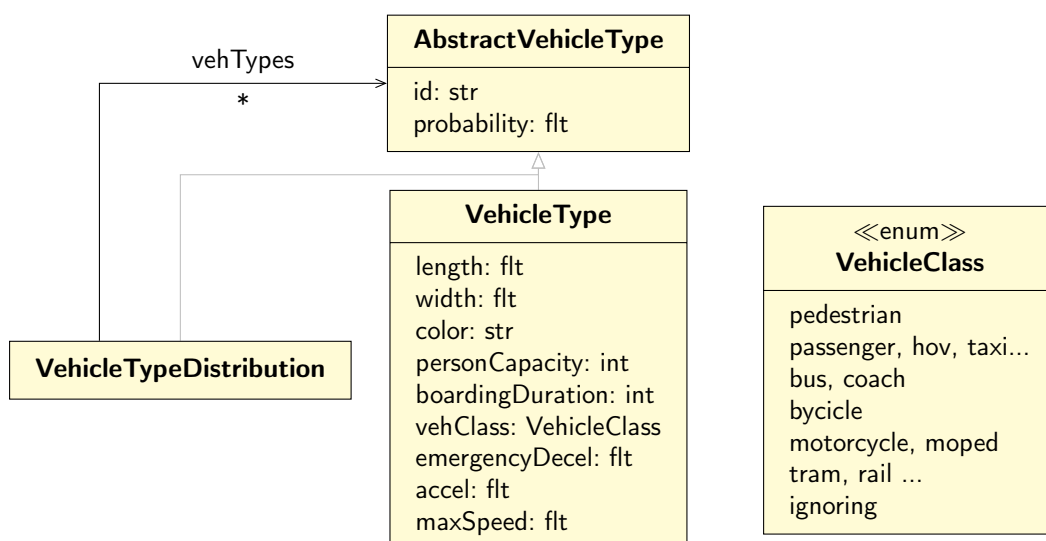 AbstractVehicleType
id: str
probability: flt
vehTypes
*
VehicleType
length: flt
width: flt
color: str
personCapacity: int
boardingDuration: int
vehClass: VehicleClass
emergencyDecel: flt
accel: flt
maxSpeed: flt
VehicleTypeDistribution
≪enum≫
VehicleClass
pedestrian
passenger, hov, taxi...
bus, coach
bycicle
motorcycle, moped
tram, rail ...
ignoring